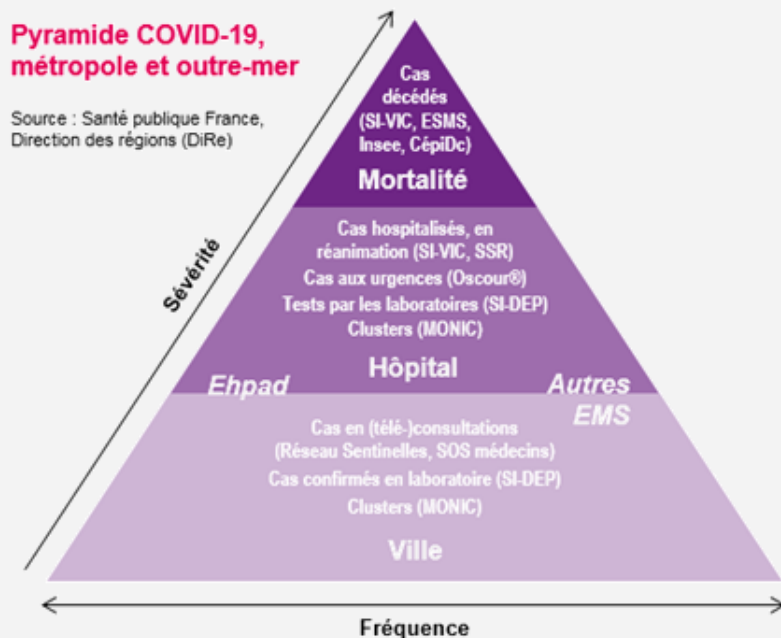 Pyramide COVID-19,
métropole et outre-mer
Source : Santé publique France,
Direction des régions (DiRe)
Sévérité
Cas
décédés
(SI-VIC, ESMS,
Insee, CépiDc)
Mortalité
Cas hospitalisés, en
réanimation (SI-VIC, SSR)
Cas aux urgences (Oscour®)
Tests par les laboratoires (SI-DEP)
Clusters (MONIC)
Hôpital
Ehpad
Autres
EMS
Cas en (télé-)consultations
(Réseau Sentinelles, SOS médecins)
Cas confirmés en laboratoire (SI-DEP)
Clusters (MONIC)
Ville
Fréquence